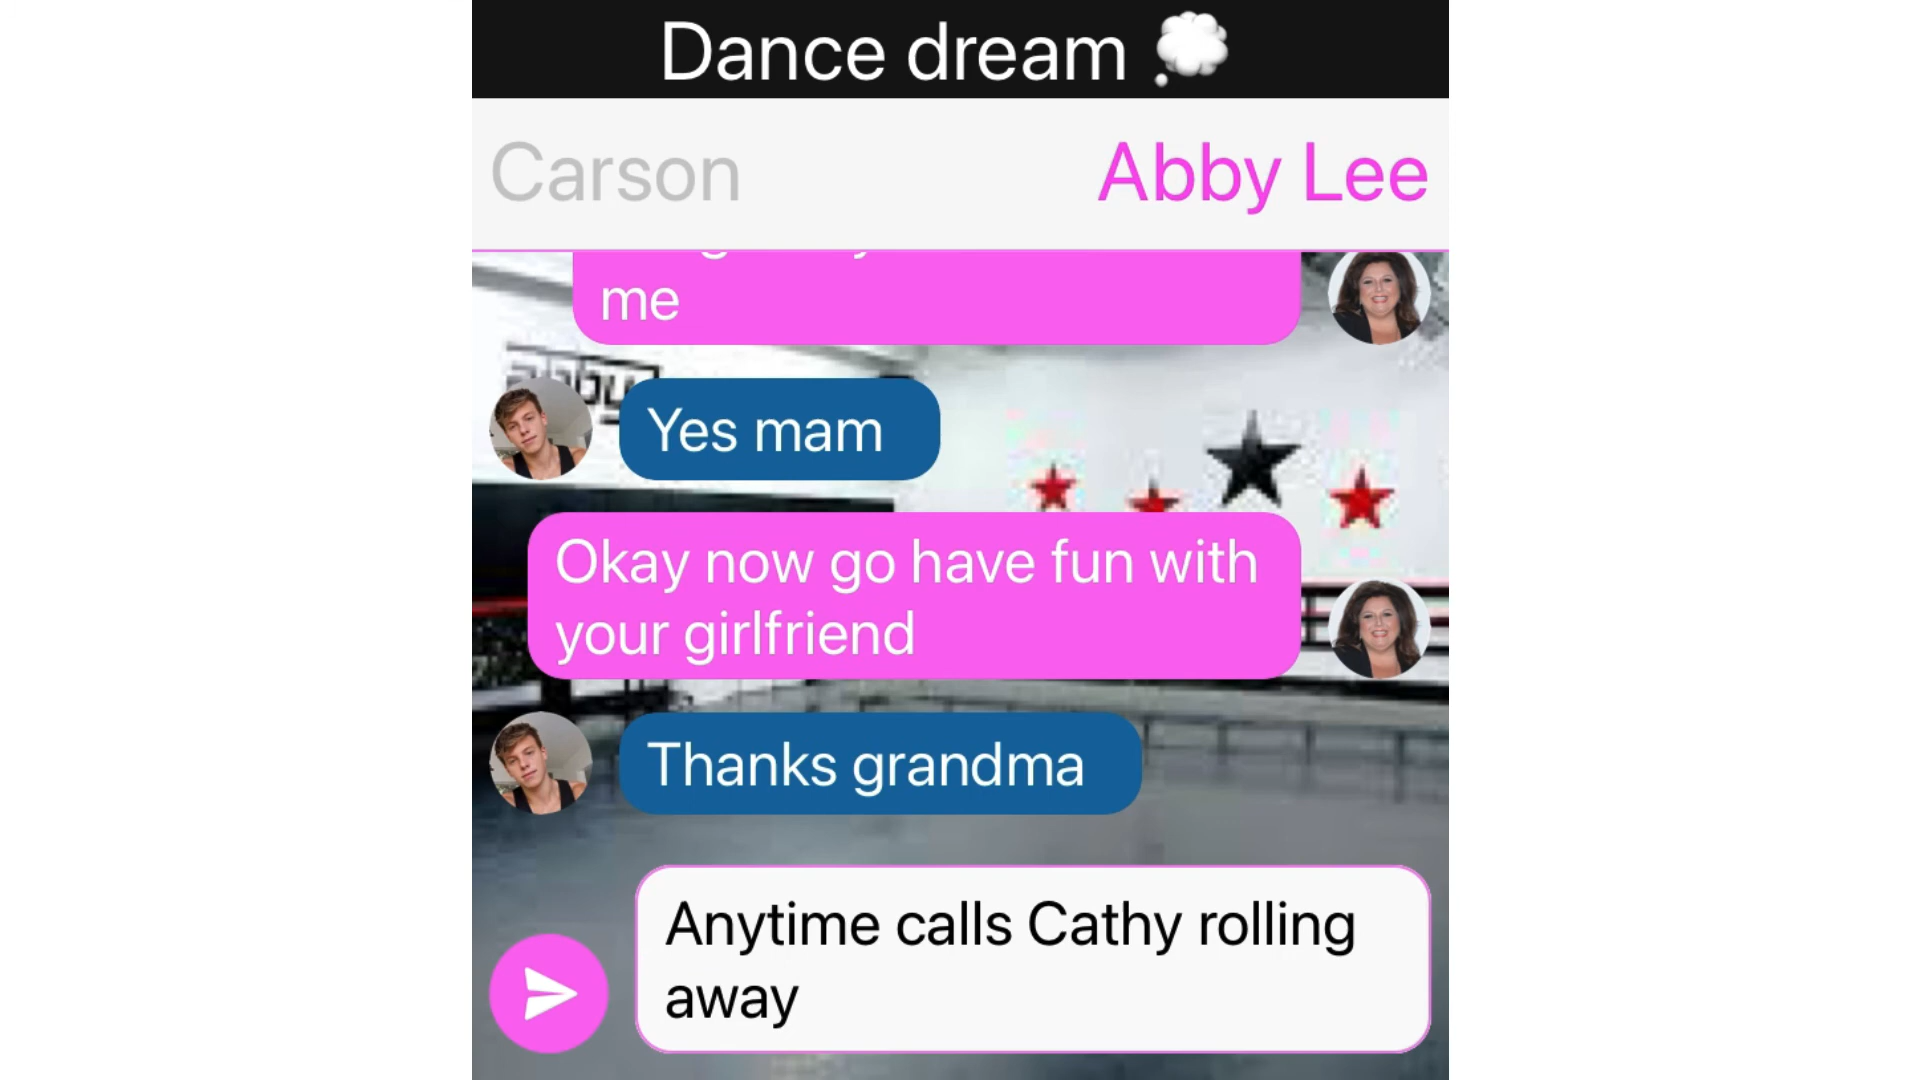 Dance dream 💭
Carson
Abby Lee
me
Yes mam
Okay now go have fun with
your girlfriend
Thanks grandma
Anytime calls Cathy rolling
away